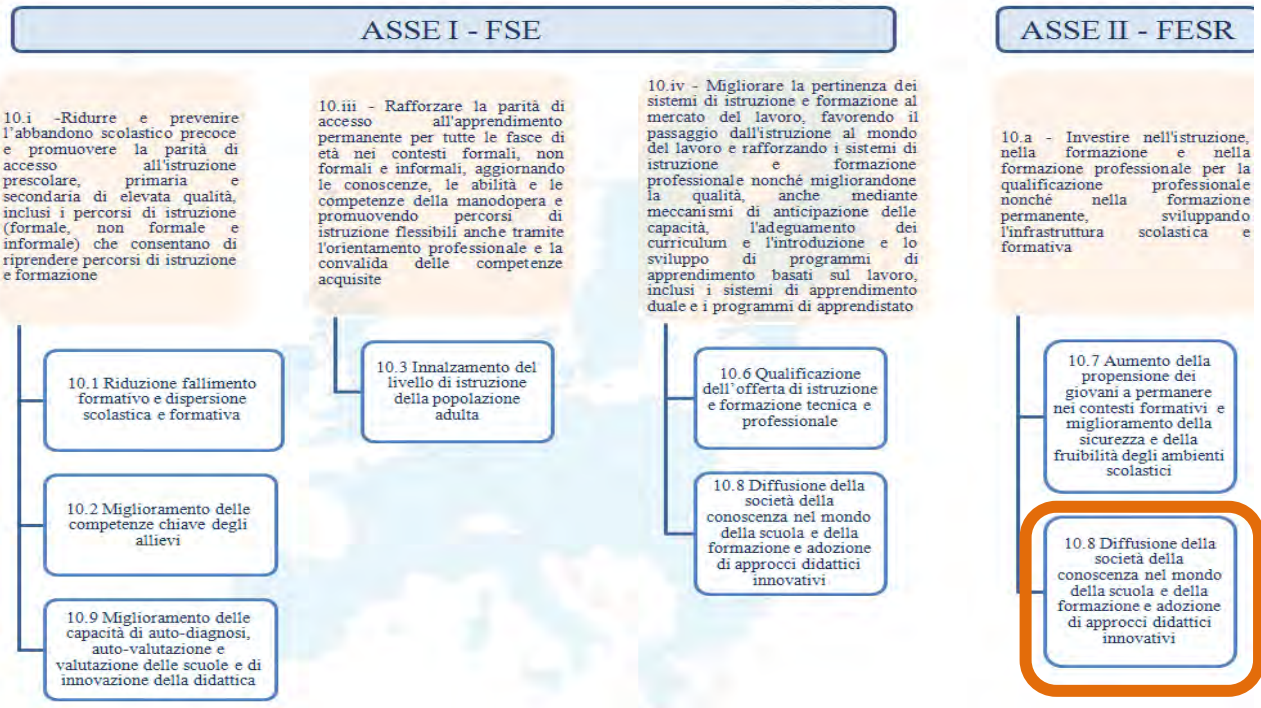 ASSE I - FSE
10.i -Ridurre e prevenire
l'abbandono scolastico precoce
e promuovere la parità di
accesso all'istruzione
prescolare, primaria e
secondaria di elevata qualità,
inclusi i percorsi di istruzione
(formale, non formale e
informale) che consentano di
riprendere percorsi di istruzione
e formazione
10.1 Riduzione fallimento
formativo e dispersione
scolastica e formativa
10.2 Miglioramento delle
competenze chiave degli
allievi
10.9 Miglioramento delle
capacità di auto-diagnosi,
auto-valutazione e
valutazione delle scuole e di
innovazione della didattica
10.iii - Rafforzare la parità di
accesso all'apprendimento
permanente per tutte le fasce di
età nei contesti formali, non
formali e informali, aggiornando
le conoscenze, le abilità e le
competenze della manodopera e
promuovendo percorsi di
istruzione flessibili anche tramite
l'orientamento professionale e la
convalida delle competenze
acquisite
10.3 Innalzamento del
livello di istruzione
della popolazione
adulta
10.iv - Migliorare la pertinenza dei
sistemi di istruzione e formazione al
mercato del lavoro, favorendo il
passaggio dall'istruzione al mondo
del lavoro e rafforzando i sistemi di
istruzione e formazione
professionale nonché migliorandone
la qualità, anche mediante
meccanismi di anticipazione delle
capacità, l'adeguamento dei
curriculum e l'introduzione e lo
sviluppo di programmi di
apprendimento basati sul lavoro,
inclusi i sistemi di apprendimento
duale e i programmi di apprendistato
10.6 Qualificazione
dell'offerta di istruzione
e formazione tecnica e
professionale
10.8 Diffusione della
società della
conoscenza nel mondo
della scuola e della
formazione e adozione
di approcci didattici
innovativi
ASSE II - FESR
10.a - Investire nell'istruzione,
nella formazione e nella
formazione professionale per la
qualificazione professionale
nonché nella formazione
permanente, sviluppando
l'infrastruttura scolastica e
formativa
10.7 Aumento della
propensione dei
giovani a permanere
nei contesti formativi e
miglioramento della
sicurezza e della
fruibilità degli ambienti
scolastici
10.8 Diffusione della
società della
conoscenza nel mondo
della scuola e della
formazione e adozione
di approcci didattici
innovativi